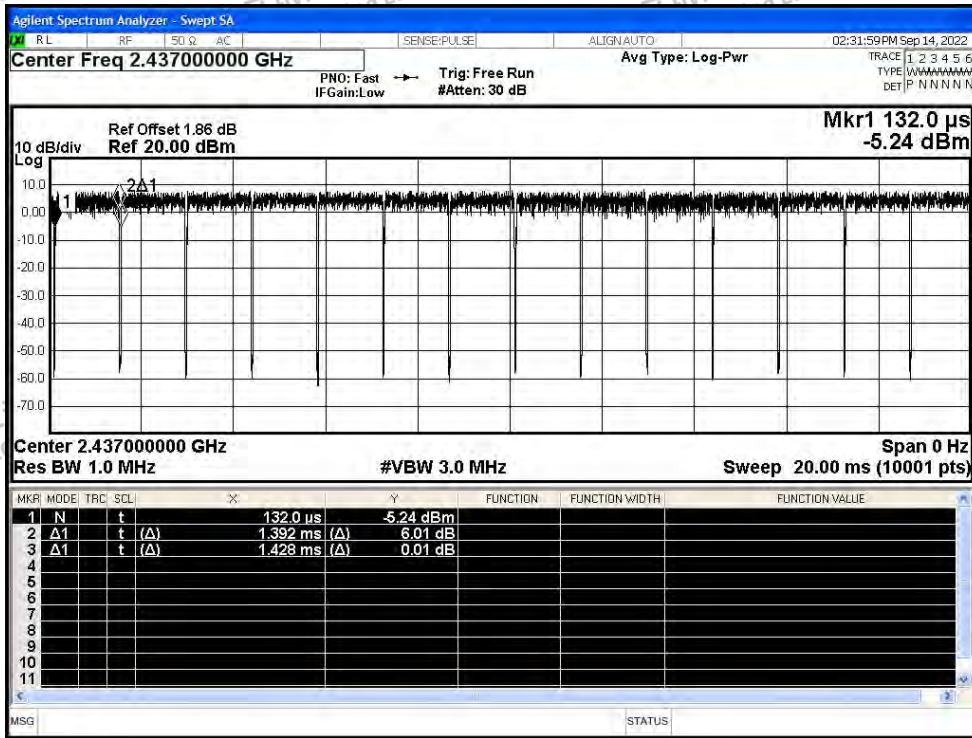 Agilent Spectrum Analyzer - Swept SA
RL RF 50 Ω AC SENSE:PULSE ALIGNAUTO 02:31:59 PM Sep 14, 2022
Center Freq 2.437000000 GHz
PNO: Fast
IFGain:Low
Trig: Free Run
#Atten: 30 dB
Avg Type: Log-Pwr
TRACE 1 2 3 4 5 6
TYPE
DET P N N N N N
Mkr1 132.0 µs
-5.24 dBm
Ref Offset 1.86 dB
10 dB/div Ref 20.00 dBm
Log
10.0
0.00
-10.0
-20.0
-30.0
-40.0
-50.0
-60.0
-70.0
1
2Δ1
Center 2.437000000 GHz Span 0 Hz
Res BW 1.0 MHz #VBW 3.0 MHz Sweep 20.00 ms (10001 pts)
MKR MODE TRC SCL X Y FUNCTION FUNCTION WIDTH FUNCTION VALUE
1 N t 132.0 µs -5.24 dBm
2 Δ1 t (Δ) 1.392 ms (Δ) 6.01 dB
3 Δ1 t (Δ) 1.428 ms (Δ) 0.01 dB
4
5
6
7
8
9
10
11
MSG STATUS